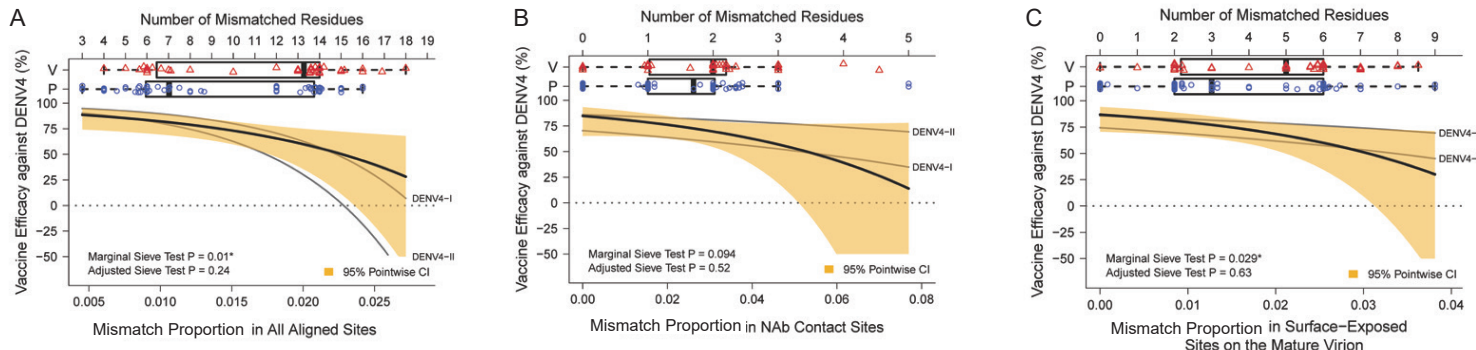 A
Number of Mismatched Residues
3 4 5 6 7 8 9 10 11 12 13 14 15 16 17 18 19
V
P
Vaccine Efficacy against DENV4 (%)
100
75
50
25
0
−25
−50
DENV4−I
DENV4−II
Marginal Sieve Test P = 0.01*
Adjusted Sieve Test P = 0.24
95% Pointwise CI
0.005 0.010 0.015 0.020 0.025
Mismatch Proportion in All Aligned Sites
B
Number of Mismatched Residues
0 1 2 3 4 5
V
P
Vaccine Efficacy against DENV4 (%)
100
75
50
25
0
−25
−50
DENV4−II
DENV4−I
Marginal Sieve Test P = 0.094
Adjusted Sieve Test P = 0.52
95% Pointwise CI
0.00 0.02 0.04 0.06 0.08
Mismatch Proportion in NAb Contact Sites
C
Number of Mismatched Residues
0 1 2 3 4 5 6 7 8 9
V
P
Vaccine Efficacy against DENV4 (%)
100
75
50
25
0
−25
−50
DENV4−
DENV4−
Marginal Sieve Test P = 0.029*
Adjusted Sieve Test P = 0.63
95% Pointwise CI
0.00 0.01 0.02 0.03 0.04
Mismatch Proportion in Surface−Exposed
Sites on the Mature Virion